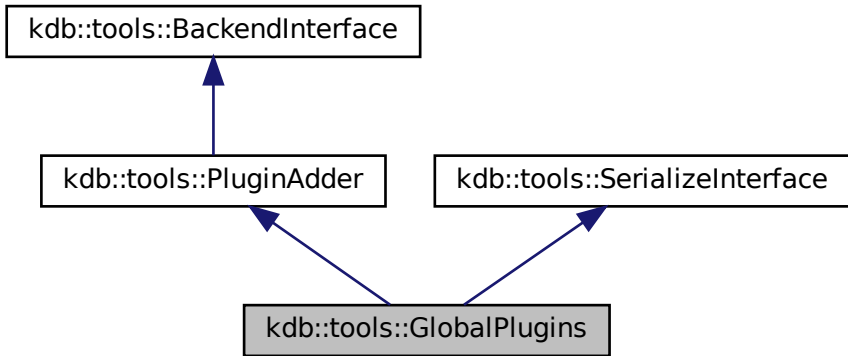 kdb::tools::BackendInterface
kdb::tools::PluginAdder
kdb::tools::SerializeInterface
kdb::tools::GlobalPlugins